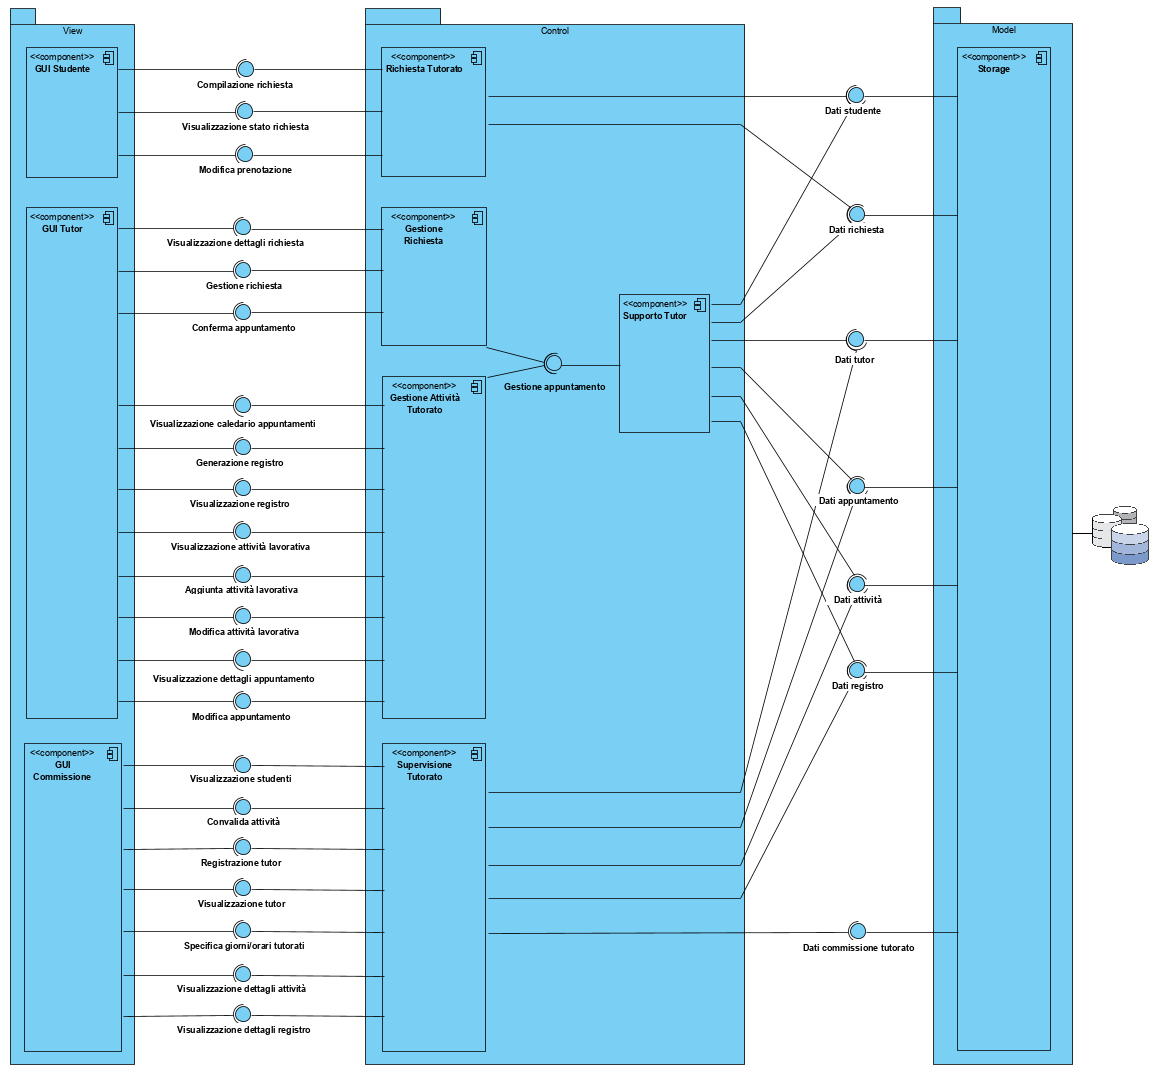 View
<<component>>
GUI Studente
<<component>>
GUI Tutor
<<component>>
GUI
Commissione
Compilazione richiesta
Visualizzazione stato richiesta
Modifica prenotazione
Visualizzazione dettagli richiesta
Gestione richiesta
Conferma appuntamento
Visualizzazione caledario appuntamenti
Generazione registro
Visualizzazione registro
Visualizzazione attività lavorativa
Aggiunta attività lavorativa
Modifica attività lavorativa
Visualizzazione dettagli appuntamento
Modifica appuntamento
Visualizzazione studenti
Convalida attività
Registrazione tutor
Visualizzazione tutor
Specifica giorni/orari tutorati
Visualizzazione dettagli attività
Visualizzazione dettagli registro
Control
<<component>>
Richiesta Tutorato
<<component>>
Gestione
Richiesta
<<component>>
Gestione Attività
Tutorato
<<component>>
Supervisione
Tutorato
Gestione appuntamento
<<component>>
Supporto Tutor
Dati studente
Dati richiesta
Dati tutor
Dati appuntamento
Dati attività
Dati registro
Dati commissione tutorato
Model
<<component>>
Storage